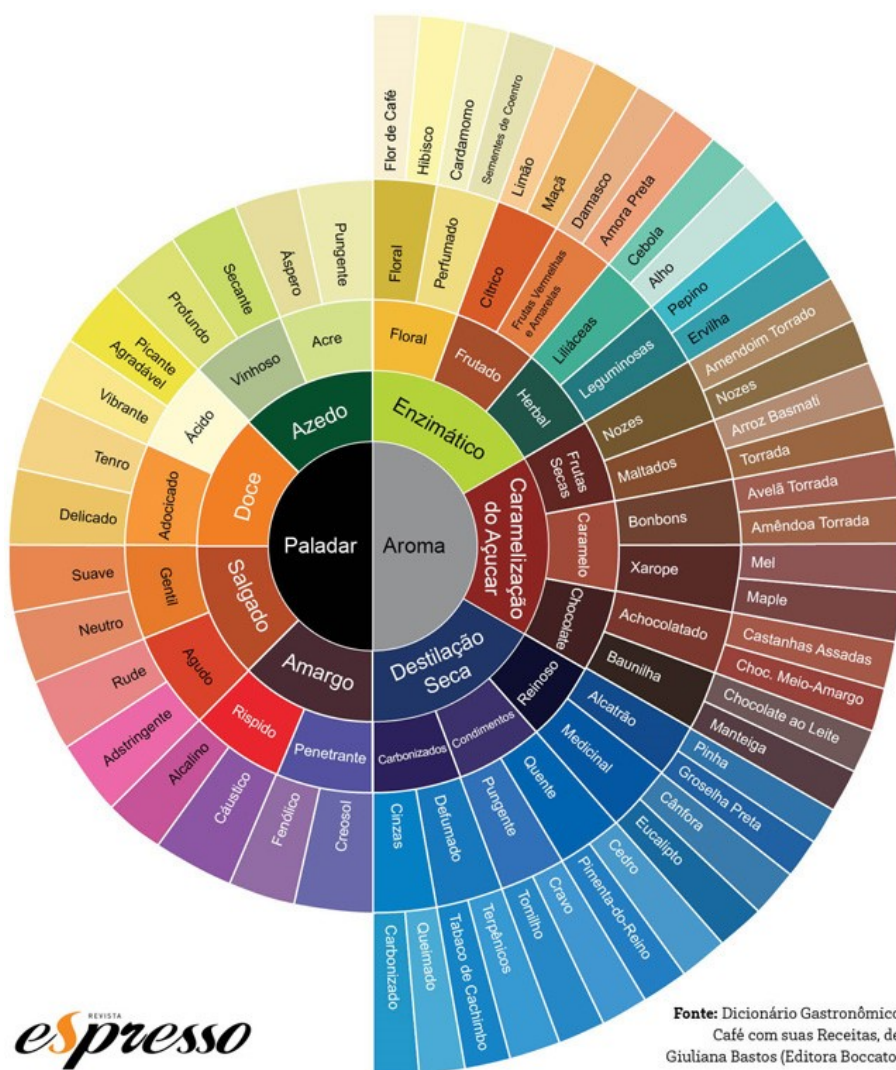 Paladar
Aroma
Azedo
Doce
Salgado
Amargo
Enzimático
Caramelização
do Açucar
Destilação
Seca
Acre
Vinhoso
Ácido
Adocicado
Gentil
Agudo
Ríspido
Penetrante
Pungente
Áspero
Secante
Profundo
Picante
Agradável
Vibrante
Tenro
Delicado
Suave
Neutro
Rude
Adstringente
Alcalino
Cáustico
Fenólico
Creosol
Floral
Frutado
Herbal
Frutas
Secas
Caramelo
Chocolate
Reinoso
Condimentos
Carbonizados
Floral
Perfumado
Cítrico
Frutas Vermelhas
e Amarelas
Liliáceas
Leguminosas
Nozes
Maltados
Bonbons
Xarope
Achocolatado
Baunilha
Alcatrão
Medicinal
Quente
Pungente
Defumado
Cinzas
Flor de Café
Hibisco
Cardamomo
Sementes de Coentro
Limão
Maçã
Damasco
Amora Preta
Cebola
Alho
Pepino
Ervilha
Amendoim Torrado
Nozes
Arroz Basmati
Torrada
Avelã Torrada
Amêndoa Torrada
Mel
Maple
Castanhas Assadas
Choc. Meio-Amargo
Chocolate ao Leite
Manteiga
Pinha
Groselha Preta
Cânfora
Eucalipto
Cedro
Pimenta-do-Reino
Cravo
Tomilho
Terpênicos
Tabaco de Cachimbo
Queimado
Carbonizado
REVISTA
espresso
Fonte: Dicionário Gastronômico
Café com suas Receitas, de
Giuliana Bastos (Editora Boccato